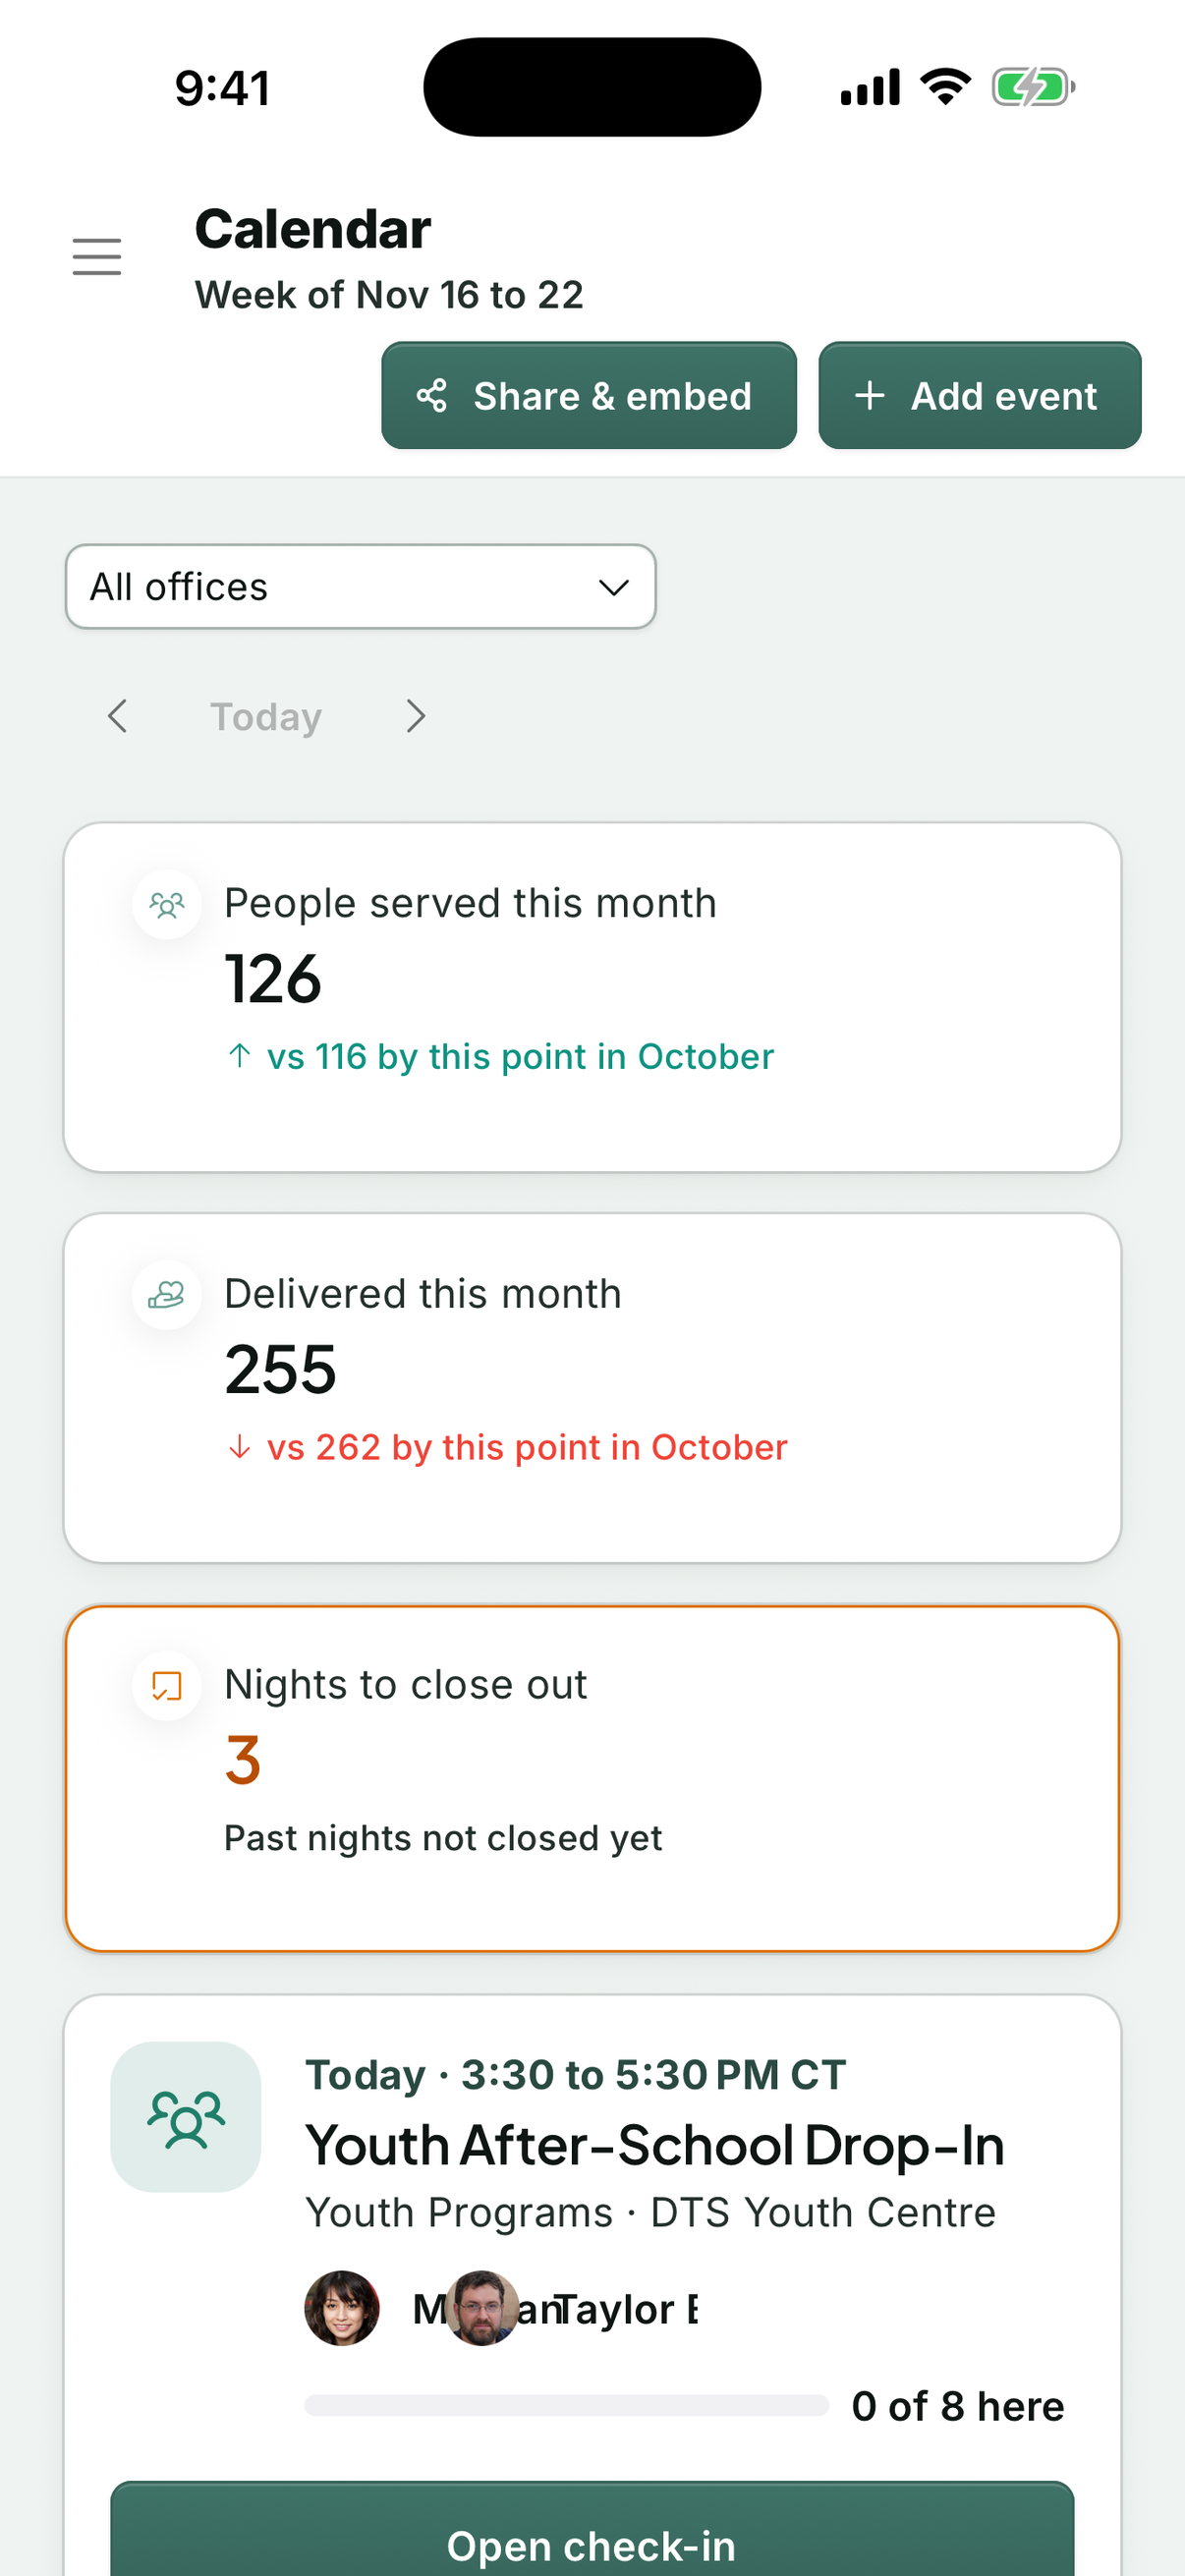 9:41
Calendar
Week of Nov 16 to 22
Share & embed
Add event
All offices
Today
People served this month
126
vs 116 by this point in October
Delivered this month
255
vs 262 by this point in October
Nights to close out
3
Past nights not closed yet
Today · 3:30 to 5:30 PM CT
Youth After-School Drop-In
Youth Programs · DTS Youth Centre
Taylor
0 of 8 here
Open check-in